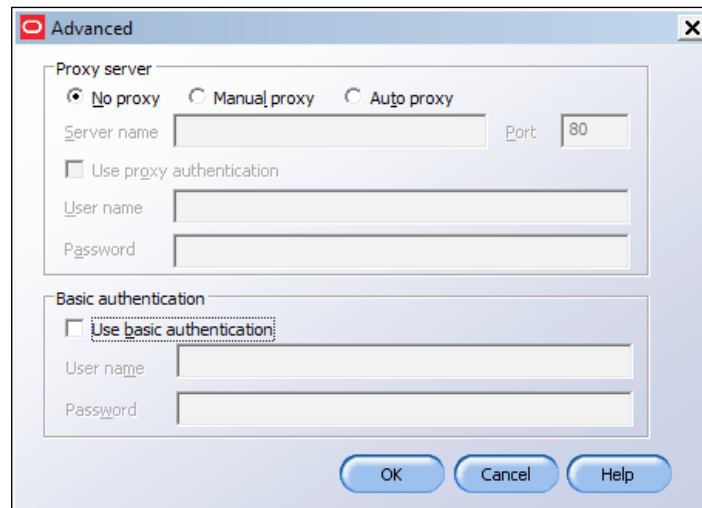 Advanced
Proxy server
No proxy Manual proxy Auto proxy
Server name Port 80
Use proxy authentication
User name
Password
Basic authentication
Use basic authentication
User name
Password
OK Cancel Help